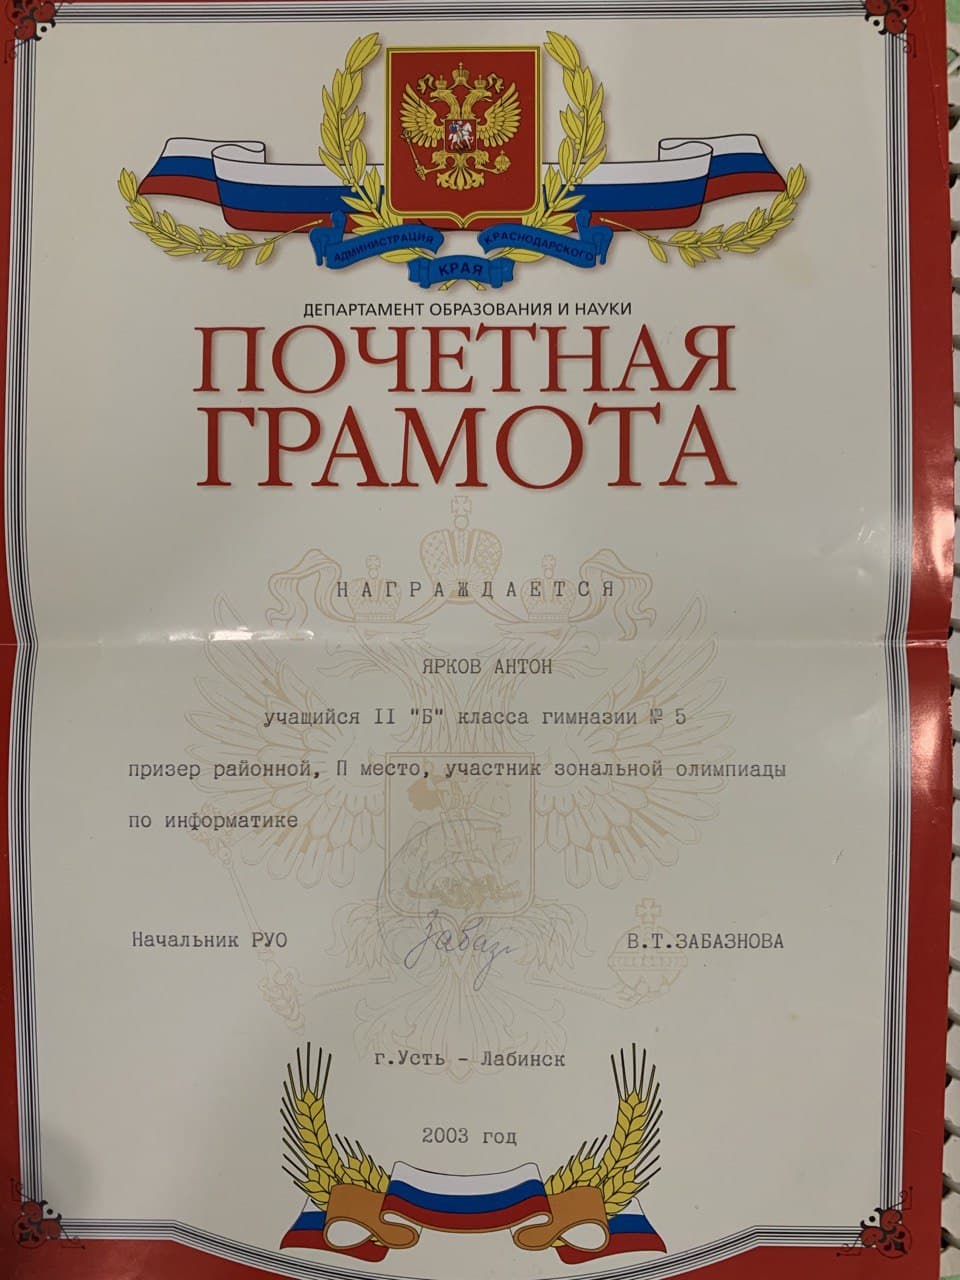 АДМИНИСТРАЦИЯ КРАСНОДАРСКОГО
КРАЯ
ДЕПАРТАМЕНТ ОБРАЗОВАНИЯ И НАУКИ
ПОЧЕТНАЯ
ГРАМОТА
НАГРАЖДАЕТСЯ
ЯРКОВ АНТОН
учащийся II "Б" класса гимназии № 5
призер районной, П место, участник зональной олимпиады
по информатике
Начальник РУО Забаз В.Т.ЗАБАЗНОВА
г.Усть - Лабинск
2003 год